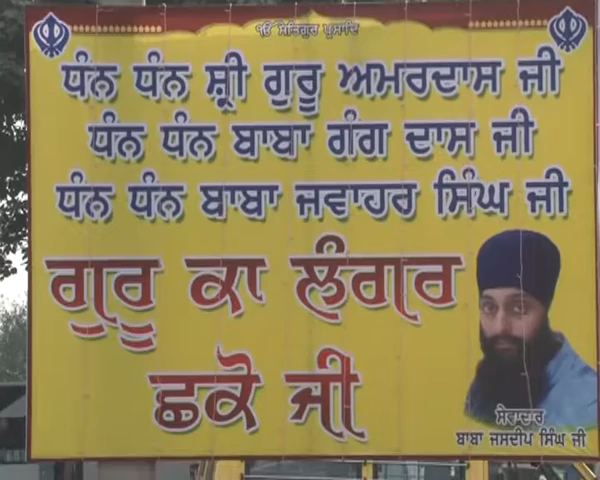 ੴ ਸਤਿਗੁਰ ਪ੍ਰਸਾਦਿ
ਧੰਨ ਧੰਨ ਸ਼੍ਰੀ ਗੁਰੂ ਅਮਰਦਾਸ ਜੀ
ਧੰਨ ਧੰਨ ਬਾਬਾ ਗੰਗ ਦਾਸ ਜੀ
ਧੰਨ ਧੰਨ ਬਾਬਾ ਜਵਾਹਰ ਸਿੰਘ ਜੀ
ਗੁਰੂ ਕਾ ਲੰਗਰ
ਛਕੋ ਜੀ
ਸੇਵਾਦਾਰ
ਬਾਬਾ ਜਸਦੀਪ ਸਿੰਘ ਜੀ